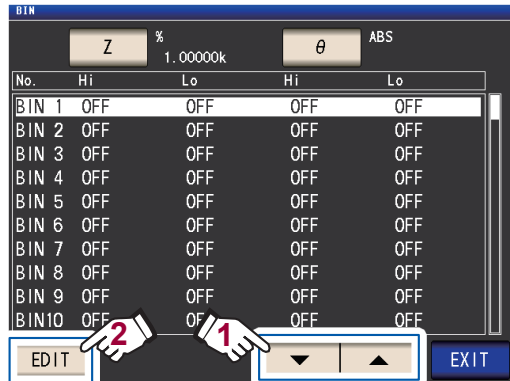 BIN
Z % 1.00000k θ ABS
No. Hi Lo Hi Lo
BIN 1 OFF OFF OFF OFF
BIN 2 OFF OFF OFF OFF
BIN 3 OFF OFF OFF OFF
BIN 4 OFF OFF OFF OFF
BIN 5 OFF OFF OFF OFF
BIN 6 OFF OFF OFF OFF
BIN 7 OFF OFF OFF OFF
BIN 8 OFF OFF OFF OFF
BIN 9 OFF OFF OFF OFF
BIN10 OFF OFF OFF OFF
2 1
EDIT ▼ ▲ EXIT